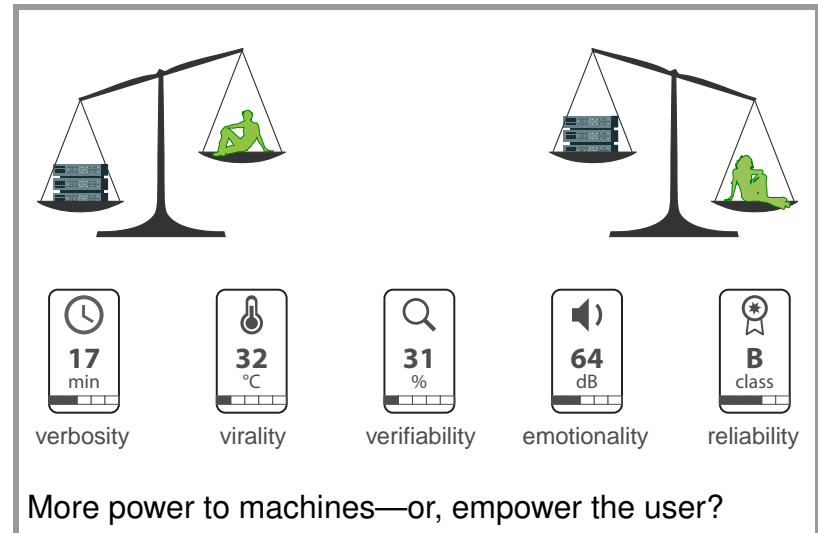 17
min
verbosity
32
°C
virality
31
%
verifiability
64
dB
emotionality
B
class
reliability
More power to machines—or, empower the user?